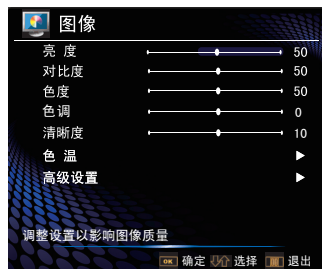 图像
亮 度 50
对比度 50
色度 50
色调 0
清晰度 10
色 温
高级设置
调整设置以影响图像质量
OK 确定 选择 退出